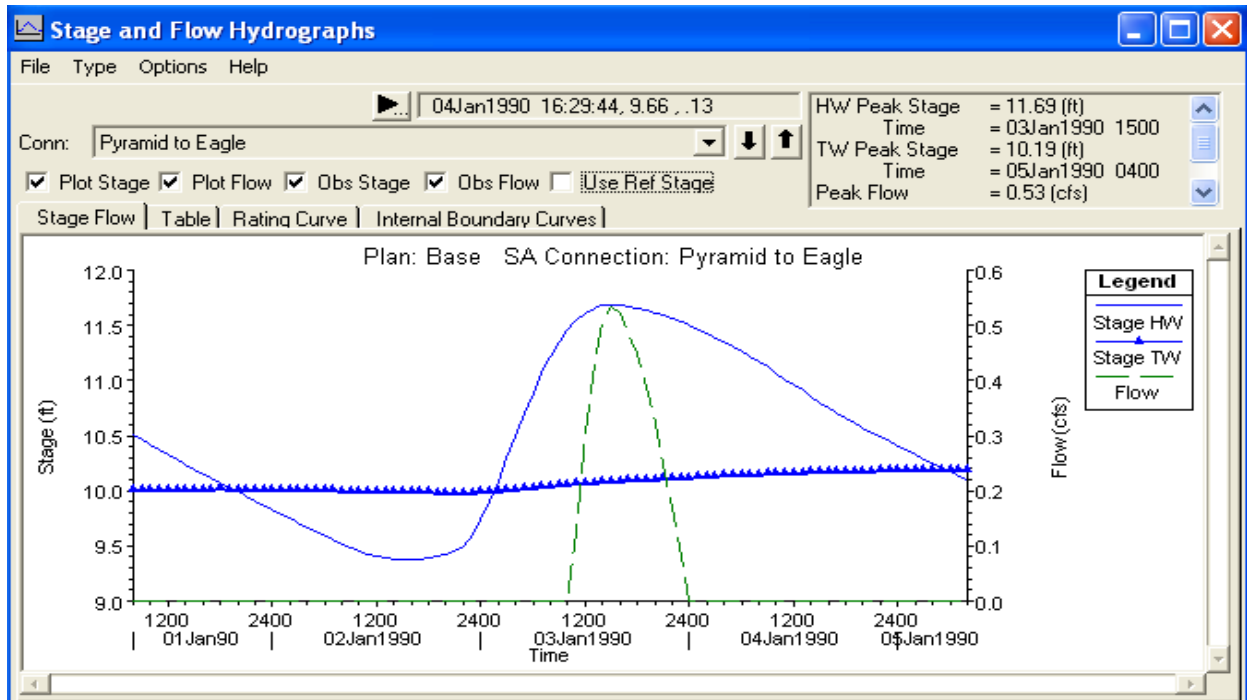 Stage and Flow Hydrographs
File Type Options Help
04Jan1990 16:29:44, 9.66 , .13
Conn: Pyramid to Eagle
Plot Stage Plot Flow Obs Stage Obs Flow Use Ref Stage
HW Peak Stage = 11.69 (ft)
Time = 03Jan1990 1500
TW Peak Stage = 10.19 (ft)
Time = 05Jan1990 0400
Peak Flow = 0.53 (cfs)
Stage Flow Table Rating Curve Internal Boundary Curves
Plan: Base SA Connection: Pyramid to Eagle
12.0
11.5
11.0
10.5
10.0
9.5
9.0
Stage (ft)
0.6
0.5
0.4
0.3
0.2
0.1
0.0
Flow (cfs)
Legend
Stage HW
Stage TW
Flow
1200 2400 1200 2400 1200 2400 1200 2400
01Jan90 02Jan1990 03Jan1990 04Jan1990 05Jan1990
Time